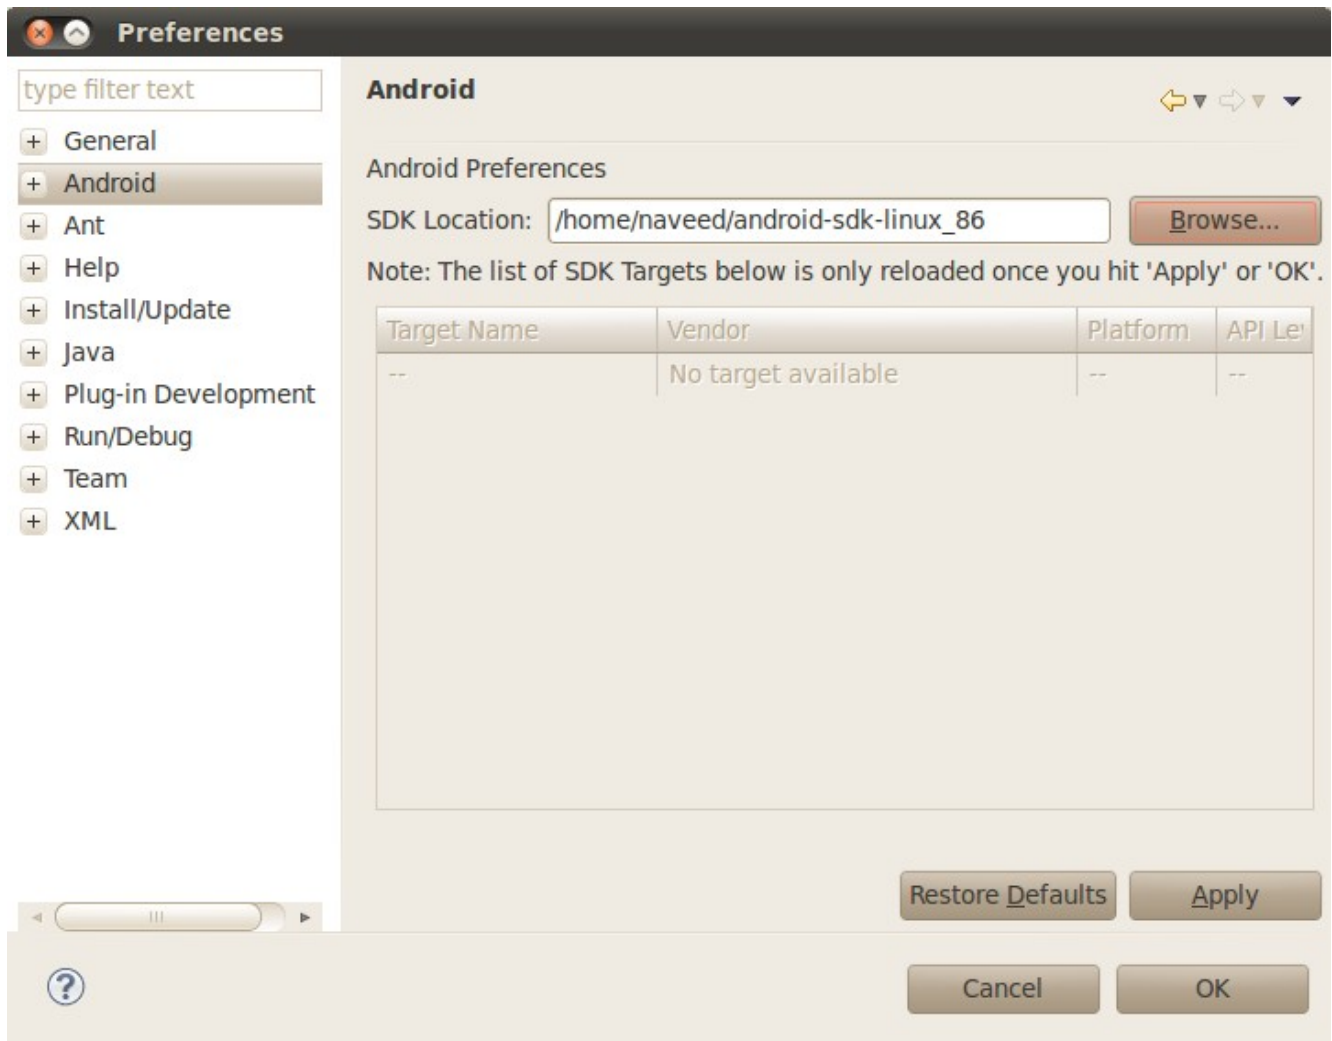 Preferences
type filter text
General
Android
Ant
Help
Install/Update
Java
Plug-in Development
Run/Debug
Team
XML
Android
Android Preferences
SDK Location: /home/naveed/android-sdk-linux_86 Browse...
Note: The list of SDK Targets below is only reloaded once you hit 'Apply' or 'OK'.
Target Name Vendor Platform API Lev
-- No target available -- --
Restore Defaults Apply
Cancel OK